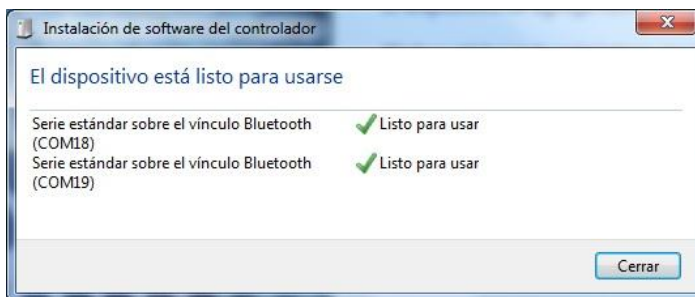 Instalación de software del controlador
El dispositivo está listo para usarse
Serie estándar sobre el vínculo Bluetooth Listo para usar
(COM18)
Serie estándar sobre el vínculo Bluetooth Listo para usar
(COM19)
Cerrar